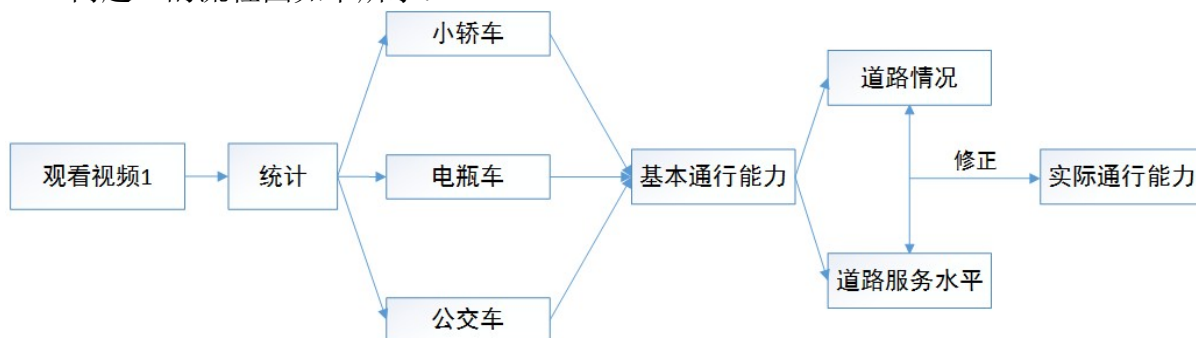 小轿车
道路情况
观看视频1
统计
电瓶车
基本通行能力
修正
实际通行能力
道路服务水平
公交车